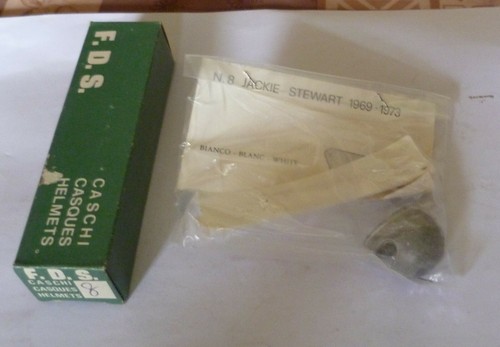 F.D.S.
CASCHI
CASQUES
HELMETS
F.D.S.
CASCHI
CASQUES
HELMETS
8
N. 8 JACKIE STEWART 1969-1973
BIANCO - BLANC WHITE